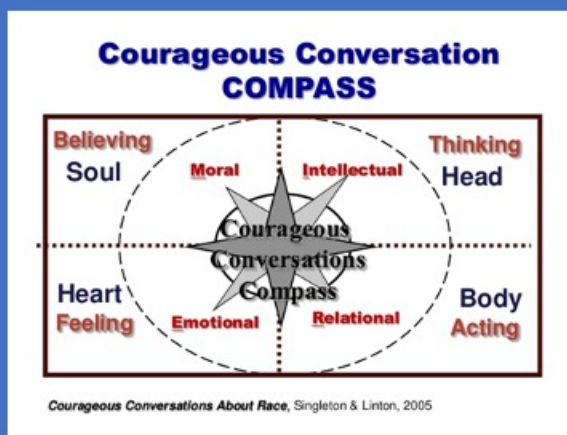 Courageous Conversation
COMPASS
Believing
Soul
Moral
Intellectual
Thinking
Head
Courageous
Conversations
Compass
Heart
Feeling
Emotional
Relational
Body
Acting
Courageous Conversations About Race, Singleton & Linton, 2005